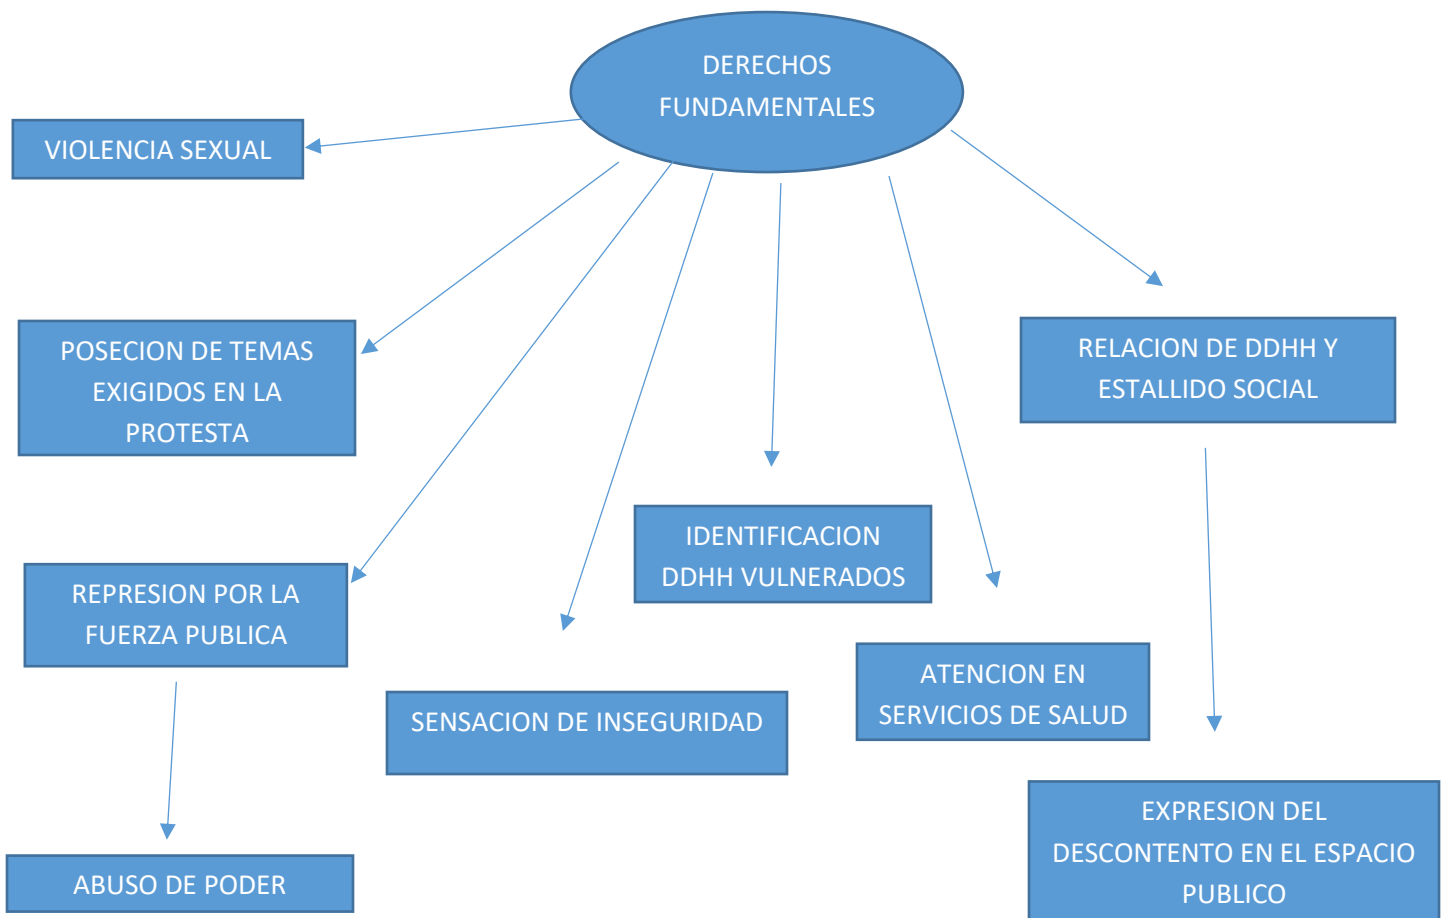 DERECHOS
FUNDAMENTALES
VIOLENCIA SEXUAL
POSECION DE TEMAS
EXIGIDOS EN LA
PROTESTA
RELACION DE DDHH Y
ESTALLIDO SOCIAL
IDENTIFICACION
DDHH VULNERADOS
REPRESION POR LA
FUERZA PUBLICA
ATENCION EN
SERVICIOS DE SALUD
SENSACION DE INSEGURIDAD
EXPRESION DEL
DESCONTENTO EN EL ESPACIO
PUBLICO
ABUSO DE PODER